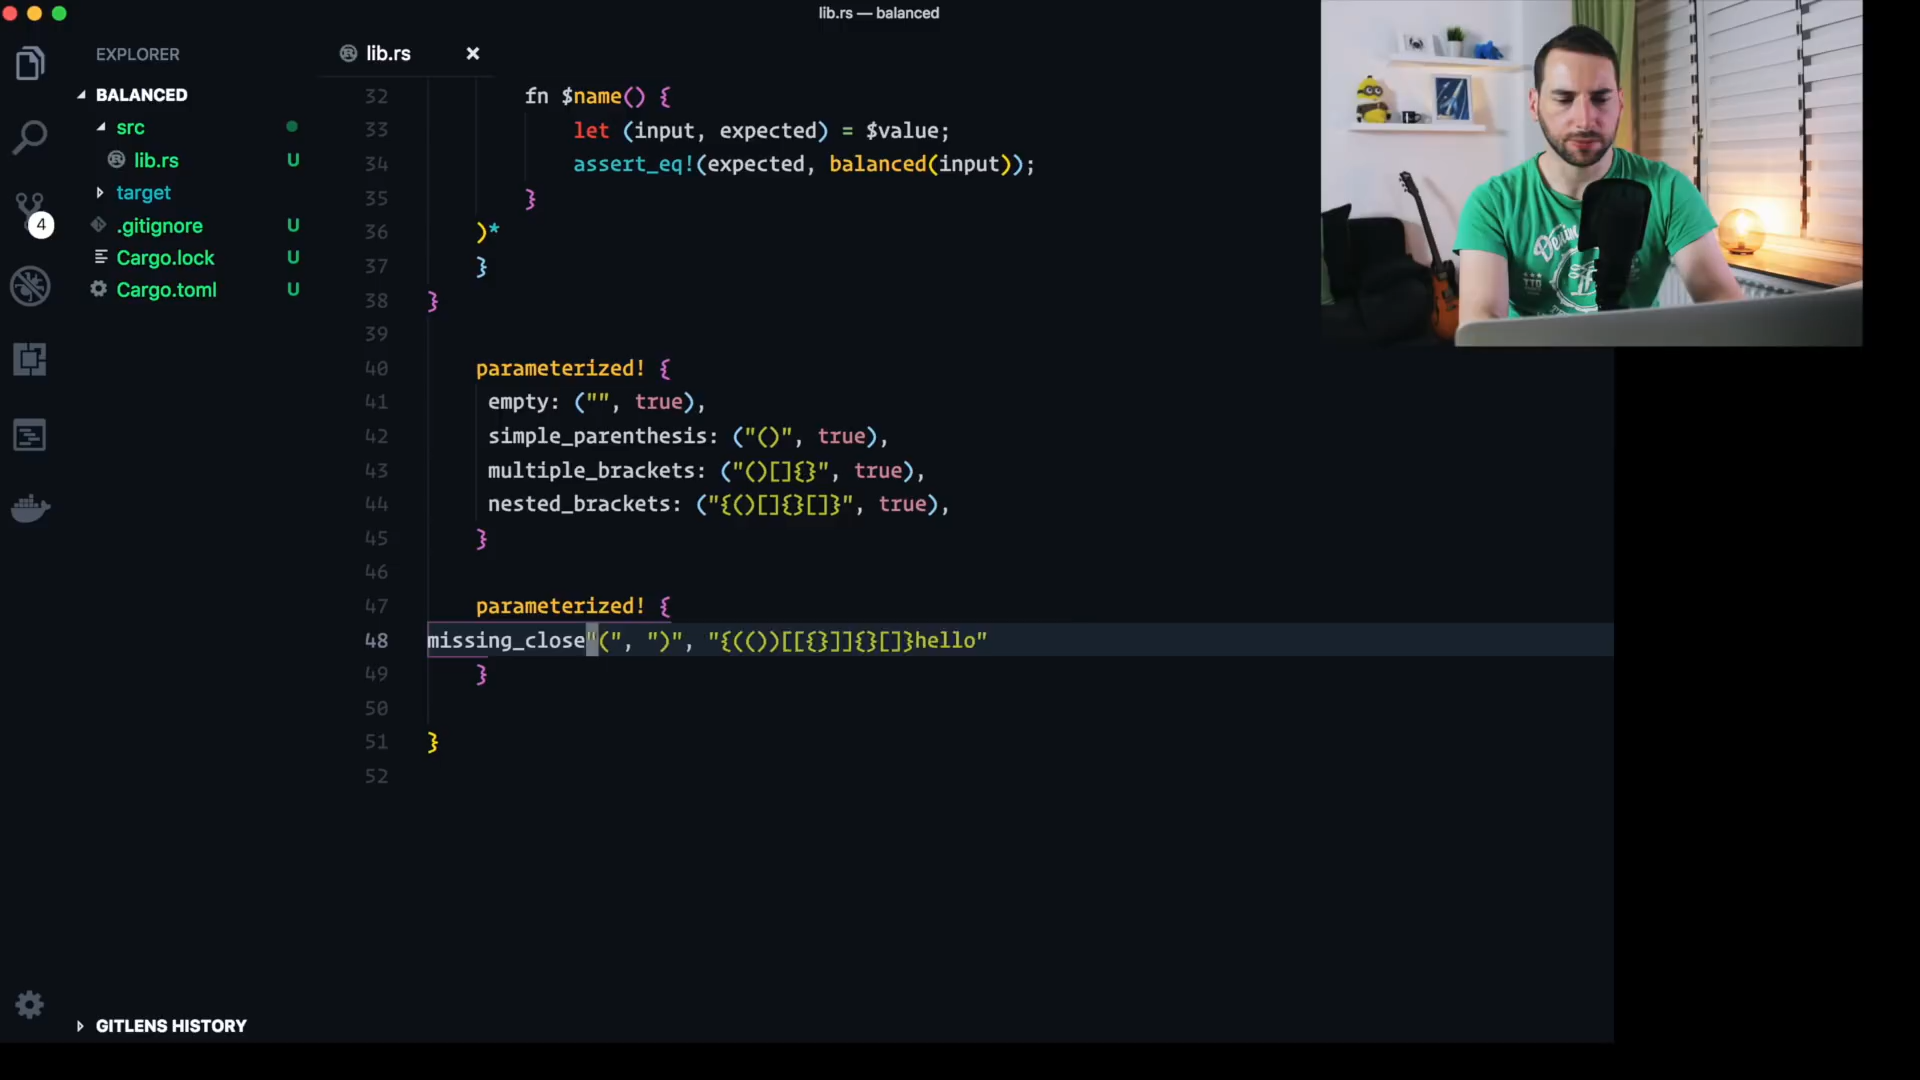 lib.rs — balanced
EXPLORER
BALANCED
src
lib.rs U
target
.gitignore U
Cargo.lock U
Cargo.toml U
4
GITLENS HISTORY
lib.rs
32 fn $name() {
33 let (input, expected) = $value;
34 assert_eq!(expected, balanced(input));
35 }
36 )*
37 }
38 }
39
40 parameterized! {
41 empty: ("", true),
42 simple_parenthesis: ("()", true),
43 multiple_brackets: ("()[]{}", true),
44 nested_brackets: ("{()[]{}[]}", true),
45 }
46
47 parameterized! {
48 missing_close"(", ")", "{(())[[{}]]{}[]}hello"
49 }
50
51 }
52